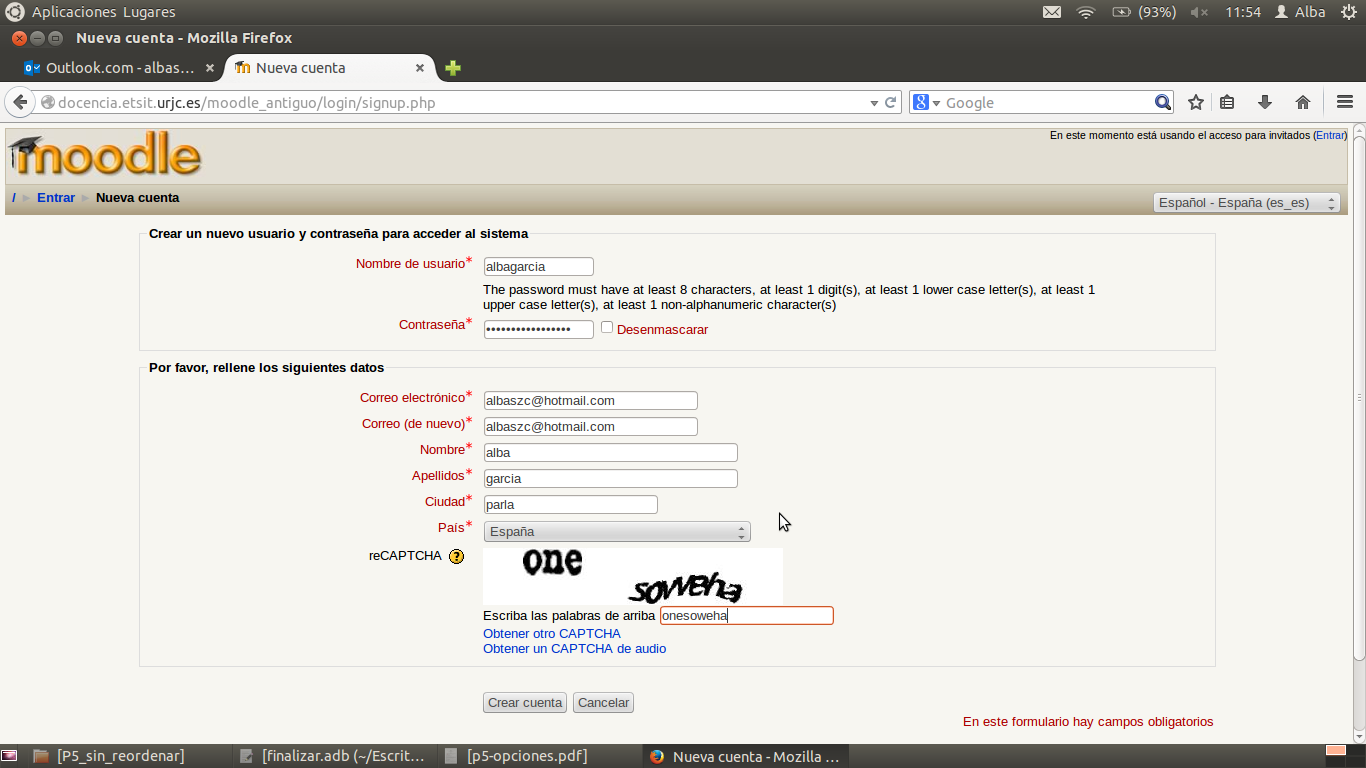 Aplicaciones Lugares
(93%) 11:54 Alba
Nueva cuenta - Mozilla Firefox
Outlook.com - albas... × Nueva cuenta ×
docencia.etsit.urjc.es/moodle_antiguo/login/signup.php
Google
moodle
En este momento está usando el acceso para invitados (Entrar)
/ ► Entrar ► Nueva cuenta
Español - España (es_es)
Crear un nuevo usuario y contraseña para acceder al sistema
Nombre de usuario* albagarcia
The password must have at least 8 characters, at least 1 digit(s), at least 1 lower case letter(s), at least 1
upper case letter(s), at least 1 non-alphanumeric character(s)
Contraseña* ••••••••••••••••• Desenmascarar
Por favor, rellene los siguientes datos
Correo electrónico* albaszc@hotmail.com
Correo (de nuevo)* albaszc@hotmail.com
Nombre* alba
Apellidos* garcia
Ciudad* parla
País* España
reCAPTCHA ?
one
soweha
Escriba las palabras de arriba onesoweha
Obtener otro CAPTCHA
Obtener un CAPTCHA de audio
Crear cuenta Cancelar
En este formulario hay campos obligatorios
[P5_sin_reordenar] [finalizar.adb (~/Escrit... [p5-opciones.pdf] Nueva cuenta - Mozilla ...